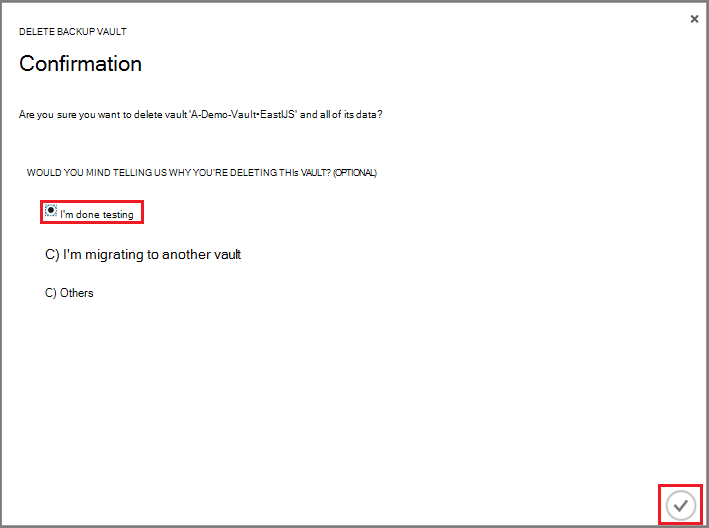 DELETE BACKUP VAULT
Confirmation
Are you sure you want to delete vault 'A-Demo-Vault•EastIJS' and all of its data?
WOULD YOU MIND TELLING US WHY YOU'RE DELETING THIs VAULT? (OPTIONAL)
I'm done testing
C) I'm migrating to another vault
C) Others